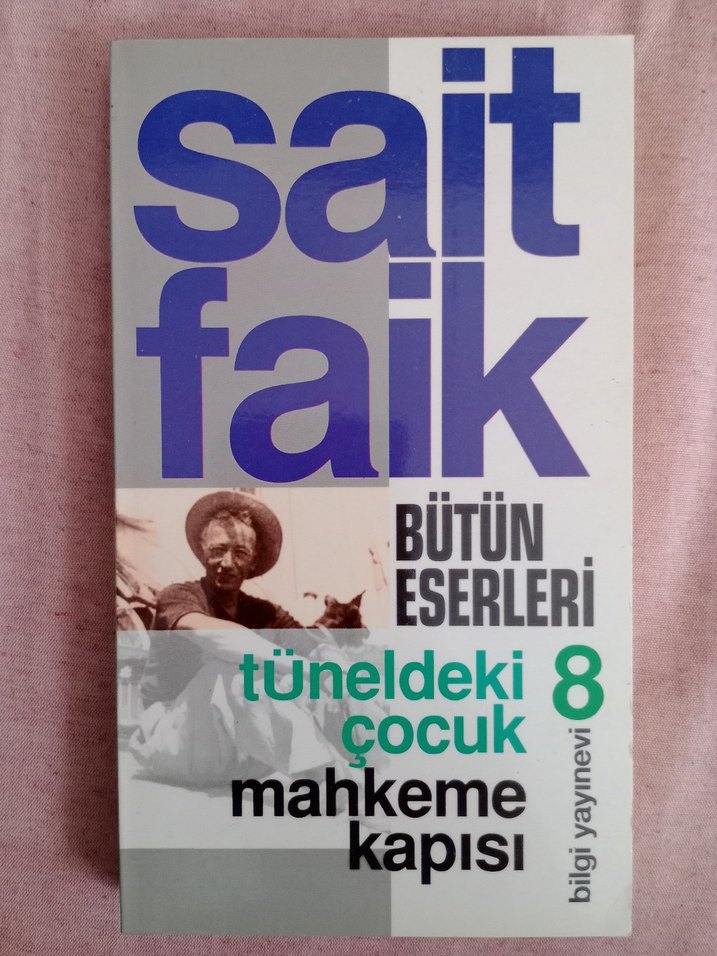 sait
faik
BÜTÜN
ESERLERİ
tüneldeki
çocuk
8
mahkeme
kapısı
bilgi yayınevi